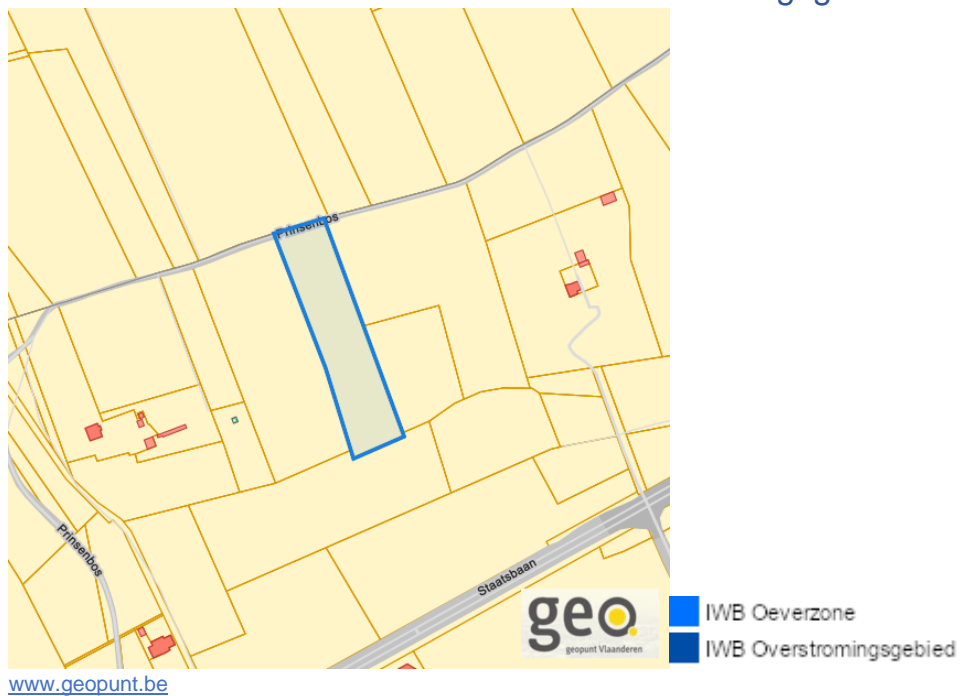 Prinsenbos
Prinsenbos
Staatsbaan
geo.
geopunt Vlaanderen
IWB Oeverzone
IWB Overstromingsgebied
www.geopunt.be